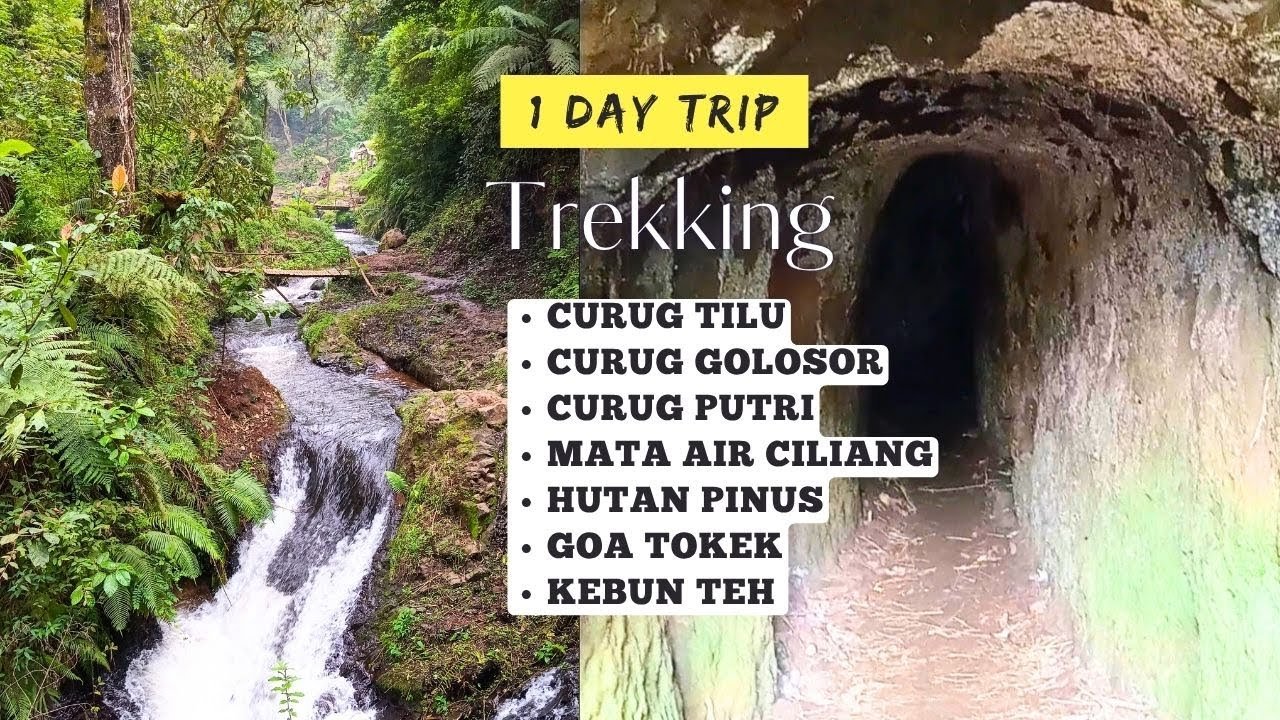 1 DAY TRIP
Trekking
• CURUG TILU
• CURUG GOLOSOR
• CURUG PUTRI
• MATA AIR CILIANG
• HUTAN PINUS
• GOA TOKEK
• KEBUN TEH